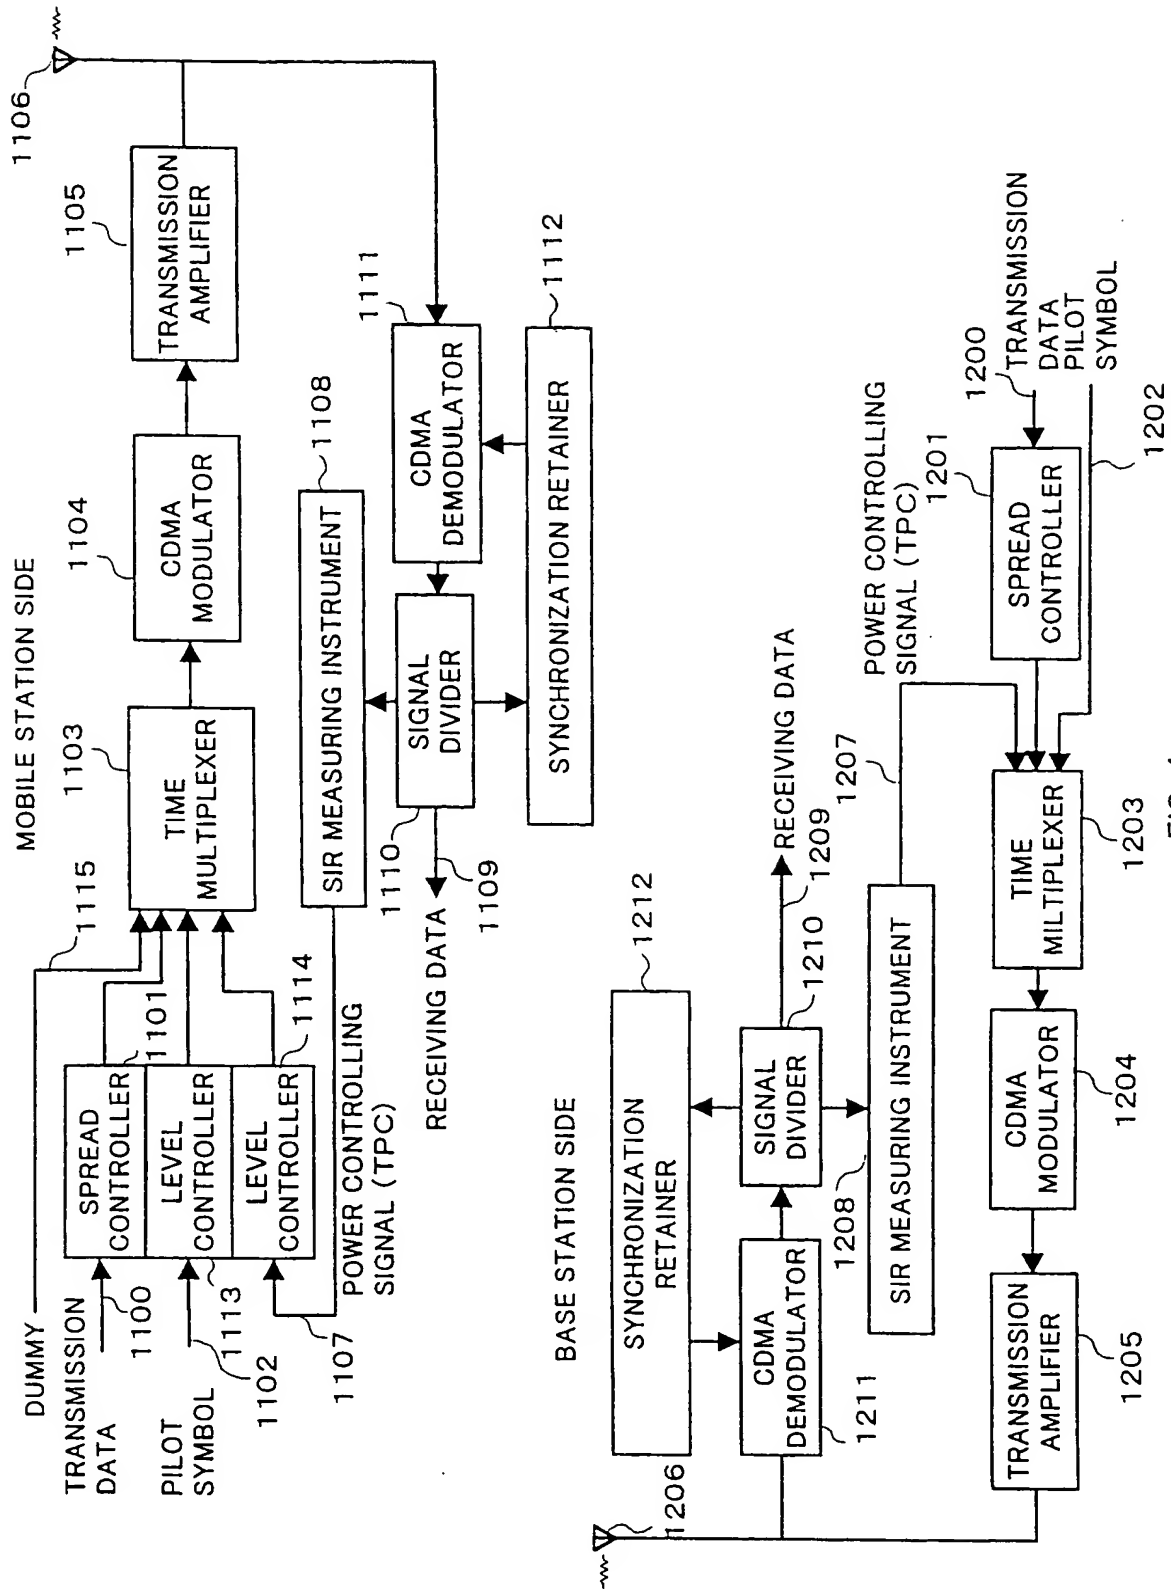 MOBILE STATION SIDE
DUMMY
1115
TRANSMISSION
DATA
1100
SPREAD
CONTROLLER
1101
PILOT
SYMBOL
1102
LEVEL
CONTROLLER
1113
LEVEL
CONTROLLER
1114
1107
POWER CONTROLLING
SIGNAL (TPC)
TIME
MULTIPLEXER
1103
CDMA
MODULATOR
1104
TRANSMISSION
AMPLIFIER
1105
1106
SIR MEASURING INSTRUMENT
1108
RECEIVING DATA
1109
SIGNAL
DIVIDER
1110
CDMA
DEMODULATOR
1111
SYNCHRONIZATION RETAINER
1112
BASE STATION SIDE
1206
SYNCHRONIZATION
RETAINER
1212
CDMA
DEMODULATOR
1211
SIGNAL
DIVIDER
1210
RECEIVING DATA
1209
SIR MEASURING INSTRUMENT
1208
1207
POWER CONTROLLING
SIGNAL (TPC)
TRANSMISSION
AMPLIFIER
1205
CDMA
MODULATOR
1204
TIME
MILTIPLEXER
1203
SPREAD
CONTROLLER
1201
1200
TRANSMISSION
DATA
PILOT
SYMBOL
1202